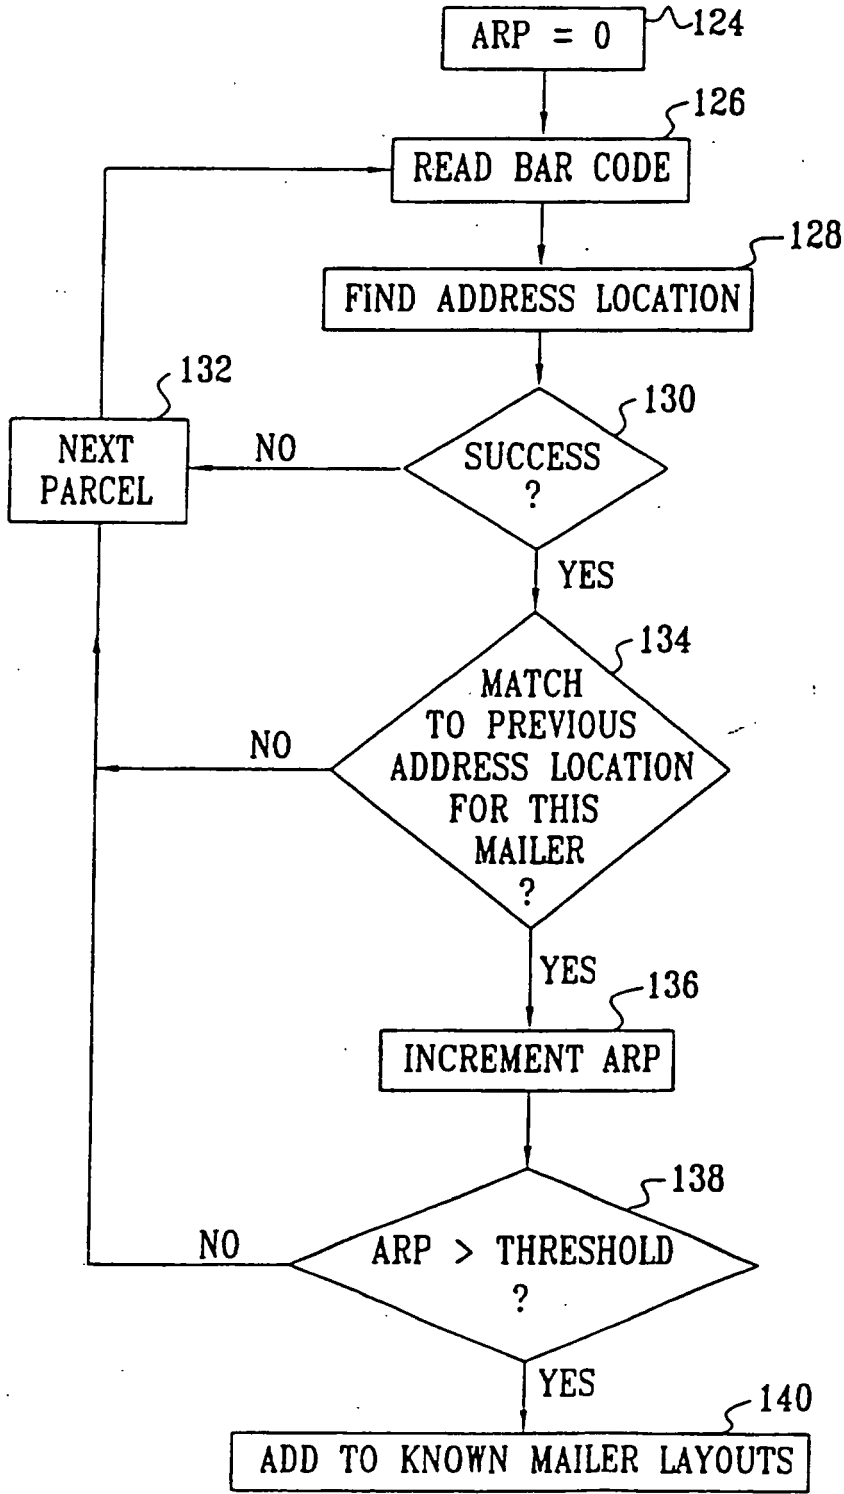 ARP = 0
124
126
READ BAR CODE
128
FIND ADDRESS LOCATION
132
130
NEXT
PARCEL
NO
SUCCESS
?
YES
134
MATCH
TO PREVIOUS
ADDRESS LOCATION
FOR THIS
MAILER
?
NO
YES
136
INCREMENT ARP
138
NO
ARP > THRESHOLD
?
YES
140
ADD TO KNOWN MAILER LAYOUTS